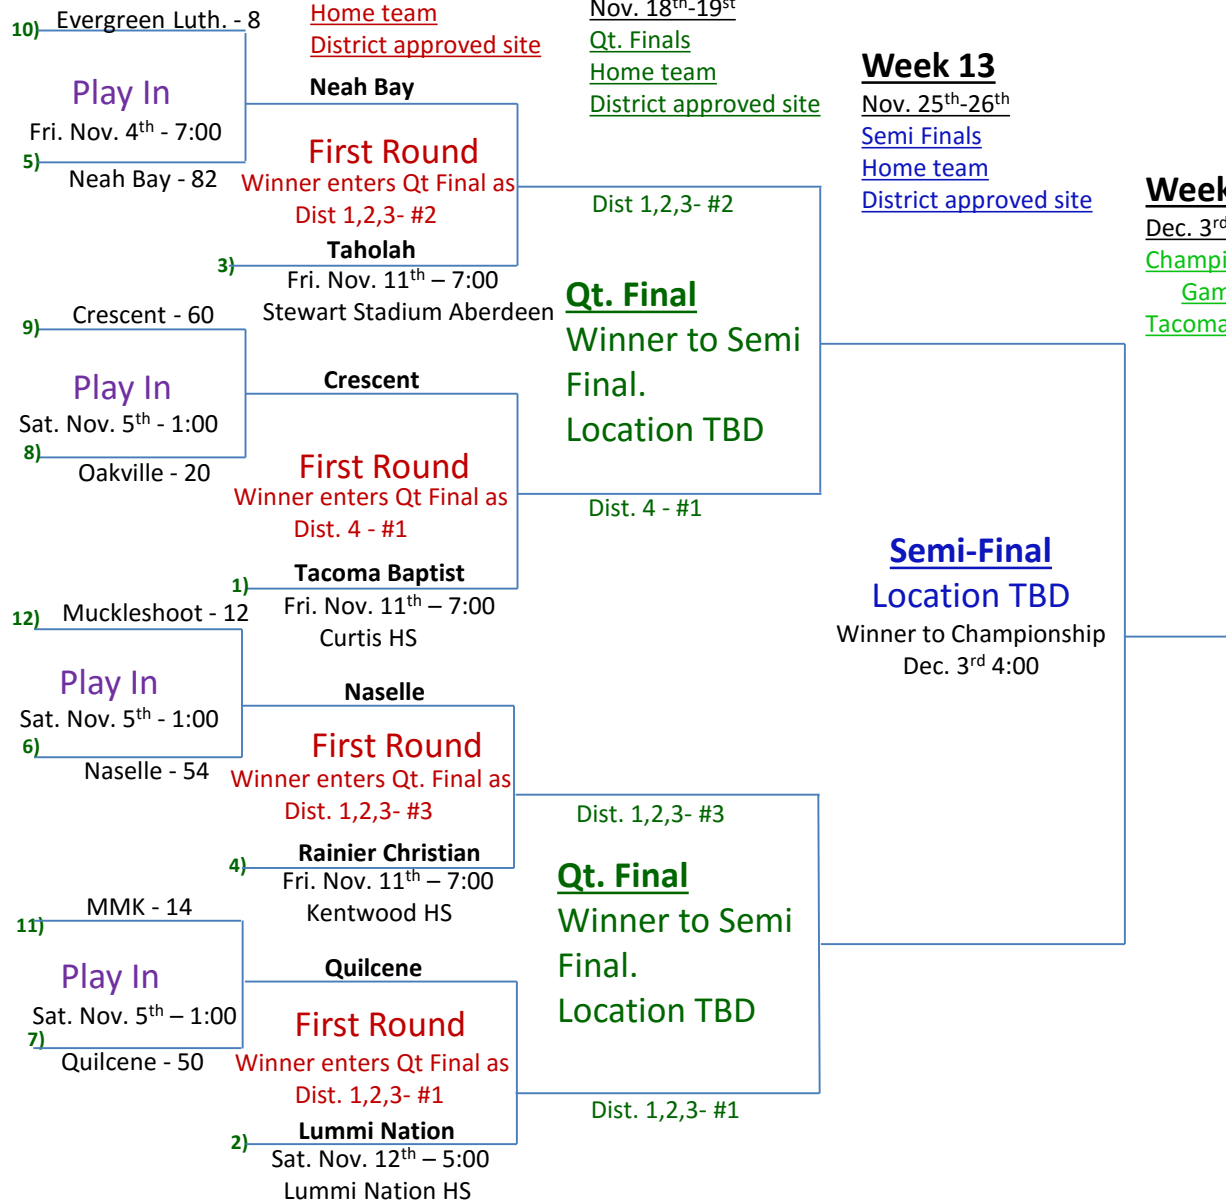 10) Evergreen Luth. - 8
Play In
Fri. Nov. 4th - 7:00
5)
Neah Bay - 82
Home team
District approved site
Neah Bay
First Round
Winner enters Qt Final as
Dist 1,2,3- #2
Taholah
3)
Fri. Nov. 11th – 7:00
Stewart Stadium Aberdeen
9) Crescent - 60
Play In
Sat. Nov. 5th - 1:00
8)
Oakville - 20
Crescent
First Round
Winner enters Qt Final as
Dist. 4 - #1
Tacoma Baptist
1)
Fri. Nov. 11th – 7:00
Curtis HS
12) Muckleshoot - 12
Play In
Sat. Nov. 5th - 1:00
6)
Naselle - 54
Naselle
First Round
Winner enters Qt. Final as
Dist. 1,2,3- #3
Rainier Christian
4)
Fri. Nov. 11th – 7:00
Kentwood HS
11) MMK - 14
Play In
Sat. Nov. 5th – 1:00
7)
Quilcene - 50
Quilcene
First Round
Winner enters Qt Final as
Dist. 1,2,3- #1
Lummi Nation
2)
Sat. Nov. 12th – 5:00
Lummi Nation HS
Nov. 18th-19st
Qt. Finals
Home team
District approved site
Dist 1,2,3- #2
Qt. Final
Winner to Semi
Final.
Location TBD
Dist. 4 - #1
Dist. 1,2,3- #3
Qt. Final
Winner to Semi
Final.
Location TBD
Dist. 1,2,3- #1
Week 13
Nov. 25th-26th
Semi Finals
Home team
District approved site
Semi-Final
Location TBD
Winner to Championship
Dec. 3rd 4:00
Week
Dec. 3rd
Champi
Gam
Tacoma